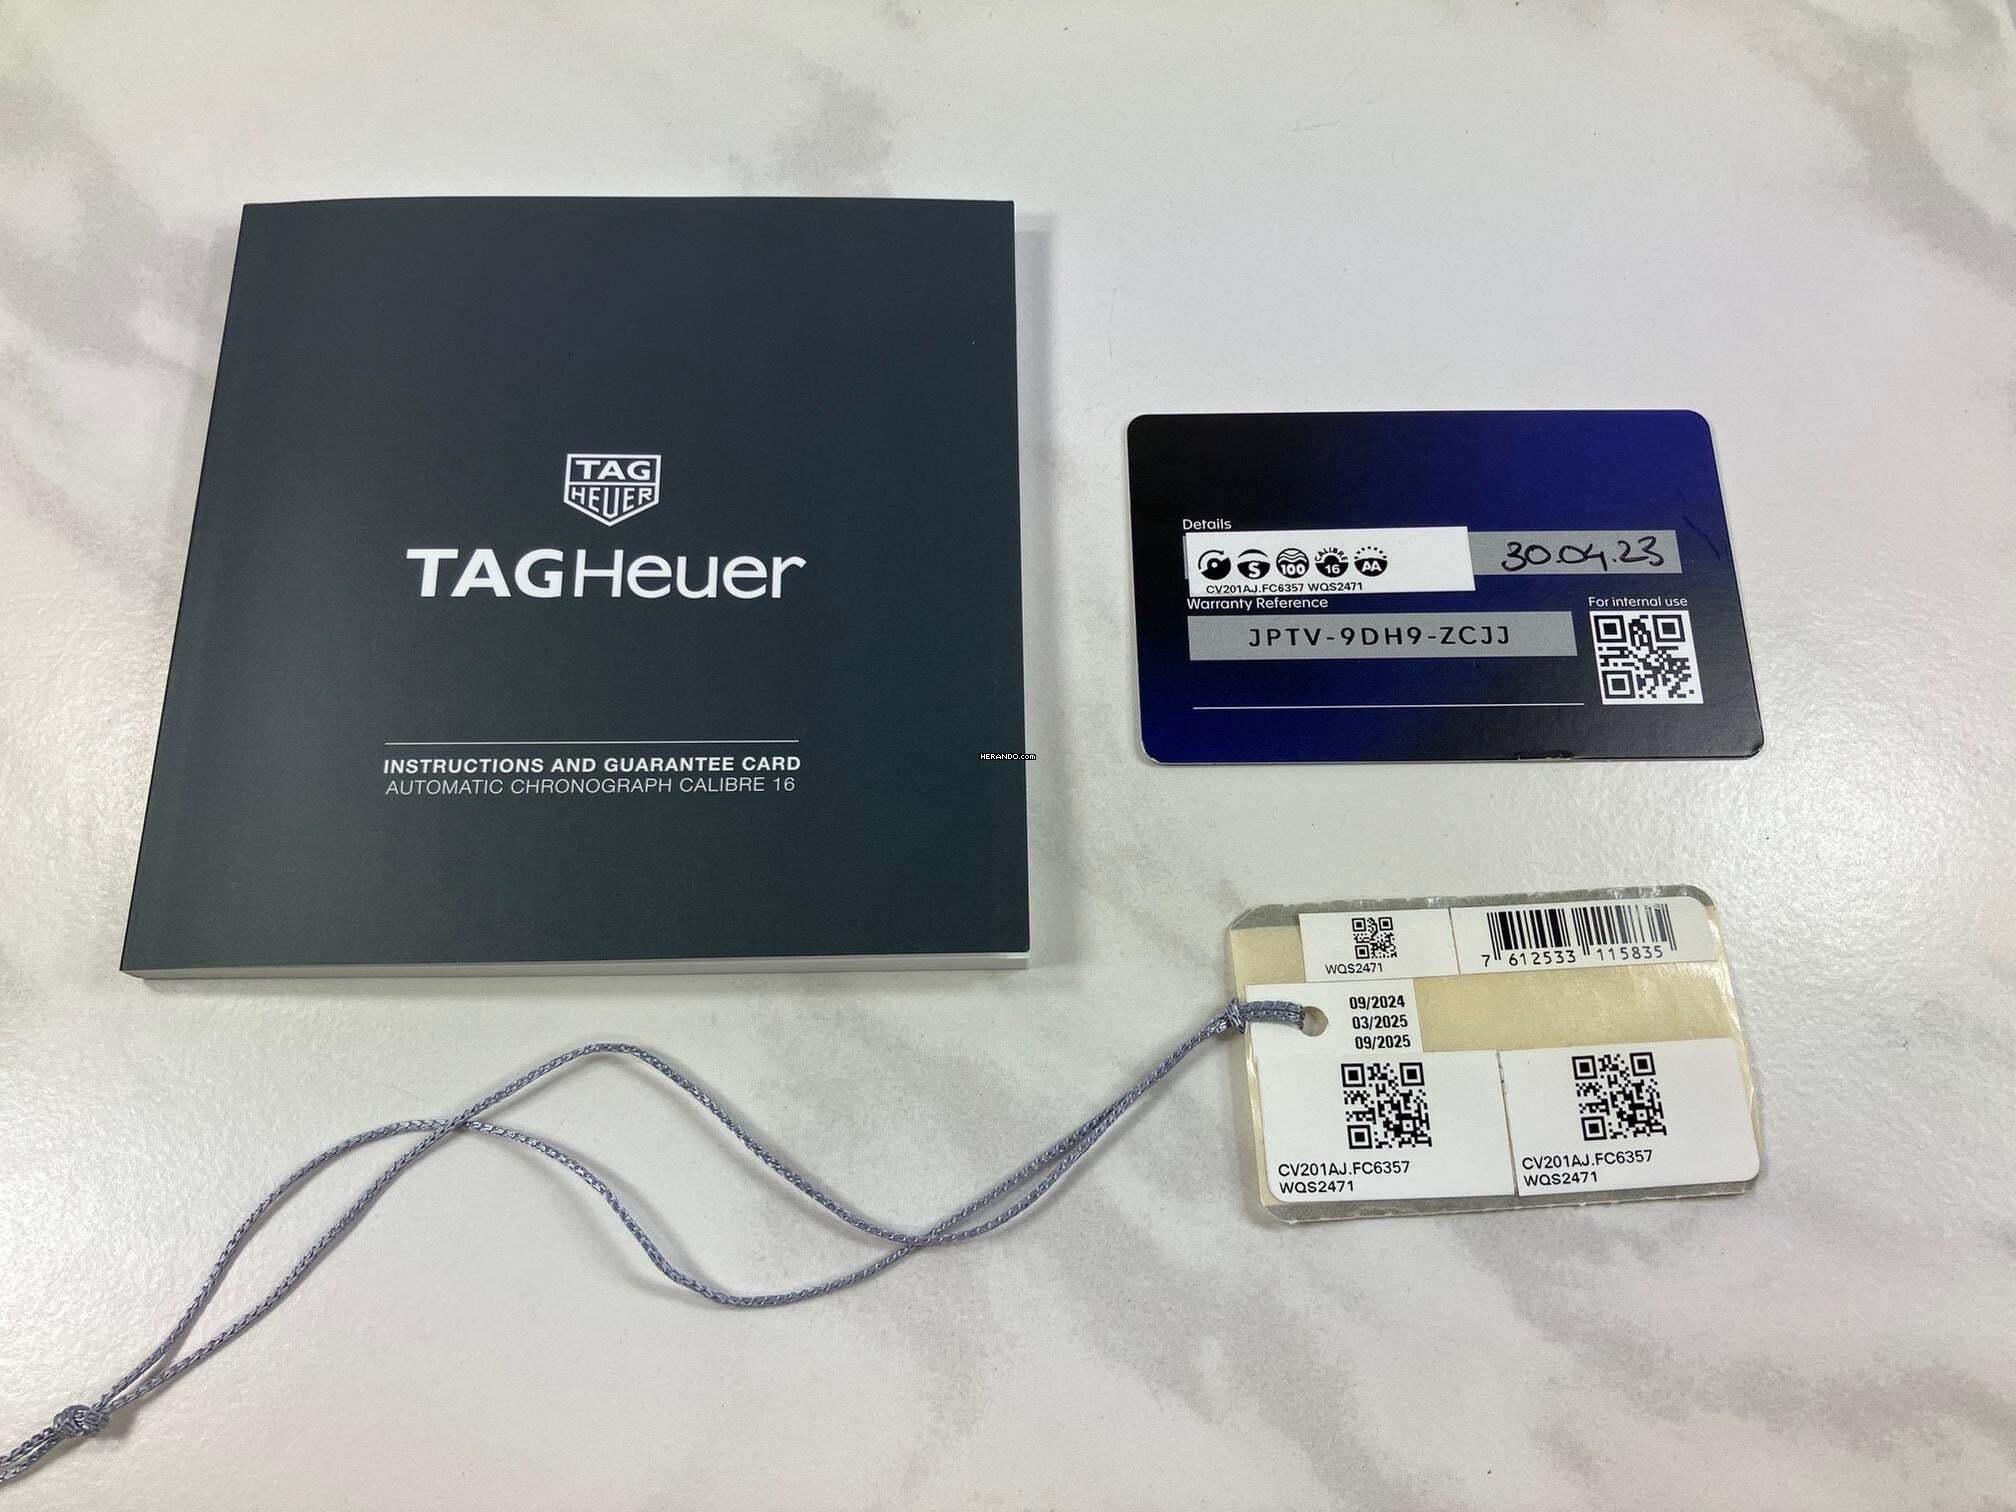 TAG
HEUER
TAGHeuer
INSTRUCTIONS AND GUARANTEE CARD
AUTOMATIC CHRONOGRAPH CALIBRE 16
HERANDO.com
Details
S
100
CALIBRE
16
AA
30.04.23
CV201AJ.FC6357 WQS2471
Warranty Reference
For internal use
JPTV-9DH9-ZCJJ
WQS2471
7 612533 115835
09/2024
03/2025
09/2025
CV201AJ.FC6357
WQS2471
CV201AJ.FC6357
WQS2471